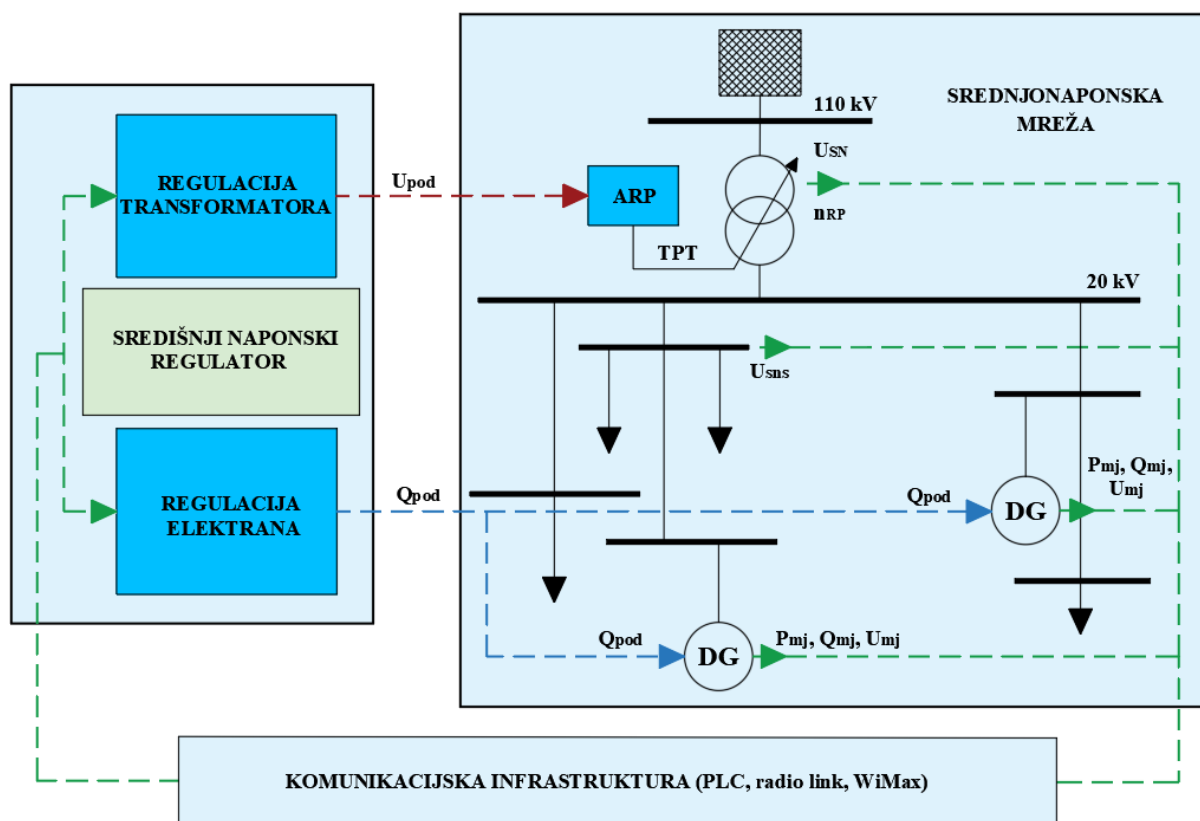 REGULACIJA
TRANSFORMATORA
SREDIŠNJI NAPONSKI
REGULATOR
REGULACIJA
ELEKTRANA
Upod
Qpod
SREDNJONAPONSKA
MREŽA
110 kV
USN
nRP
ARP
TPT
20 kV
Usns
Pmj, Qmj,
Umj
Qpod
DG
Qpod
DG
Pmj, Qmj, Umj
KOMUNIKACIJSKA INFRASTRUKTURA (PLC, radio link, WiMax)